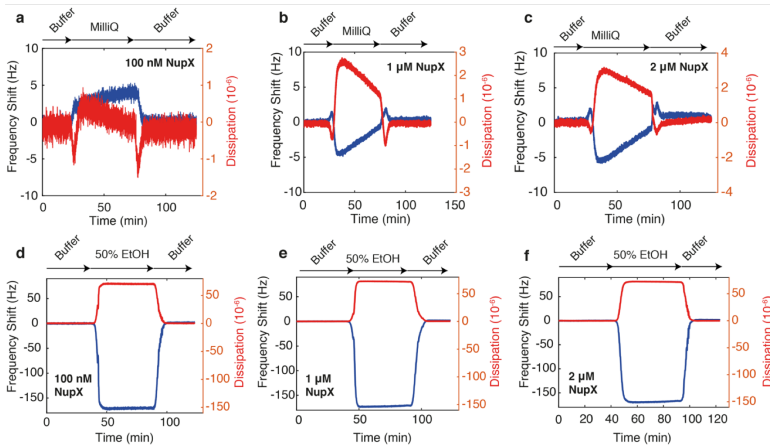 a
Buffer
MilliQ
Buffer
100 nM NupX
Frequency Shift (Hz)
10
5
0
-5
-10
2
1
0
-1
-2
Dissipation (10⁻⁶)
0
50
100
Time (min)
b
Buffer
MilliQ
Buffer
1 µM NupX
Frequency Shift (Hz)
10
5
0
-5
-10
3
2
1
0
-1
-2
-3
Dissipation (10⁻⁶)
0
50
100
150
Time (min)
c
Buffer
MilliQ
Buffer
2 µM NupX
Frequency Shift (Hz)
10
5
0
-5
-10
4
2
0
-2
-4
Dissipation (10⁻⁶)
0
50
100
Time (min)
d
Buffer
50% EtOH
Buffer
Frequency Shift (Hz)
50
0
-50
-100
-150
50
0
-50
-100
-150
Dissipation (10⁻⁶)
100 nM
NupX
0
50
100
Time (min)
e
Buffer
50% EtOH
Buffer
Frequency Shift (Hz)
50
0
-50
-100
-150
50
0
-50
-100
-150
Dissipation (10⁻⁶)
1 µM
NupX
0
50
100
Time (min)
f
Buffer
50% EtOH
Buffer
Frequency Shift (Hz)
50
0
-50
-100
-150
50
0
-50
-100
-150
Dissipation (10⁻⁶)
2 µM
NupX
0
20
40
60
80
100
120
Time (min)